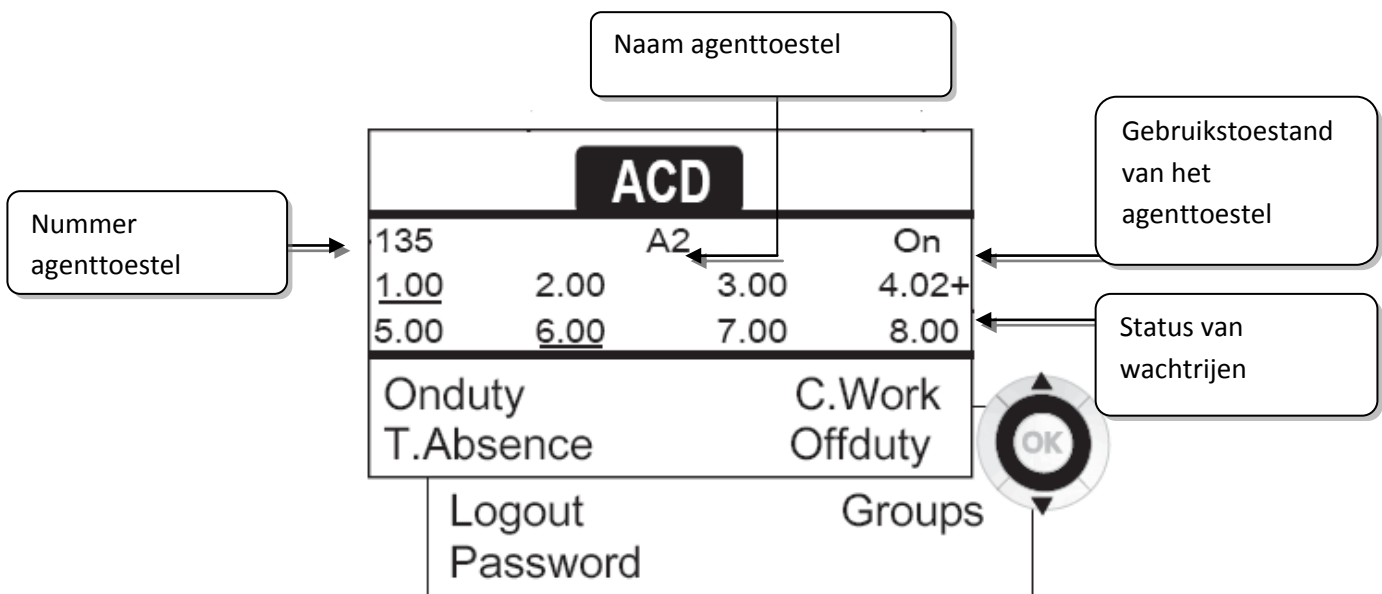 Naam agenttoestel
Gebruikstoestand
van het
agenttoestel
Nummer
agenttoestel
Status van
wachtrijen
ACD
135 A2 On
1.00 2.00 3.00 4.02+
5.00 6.00 7.00 8.00
Onduty C.Work
T.Absence Offduty
OK
Logout Groups
Password